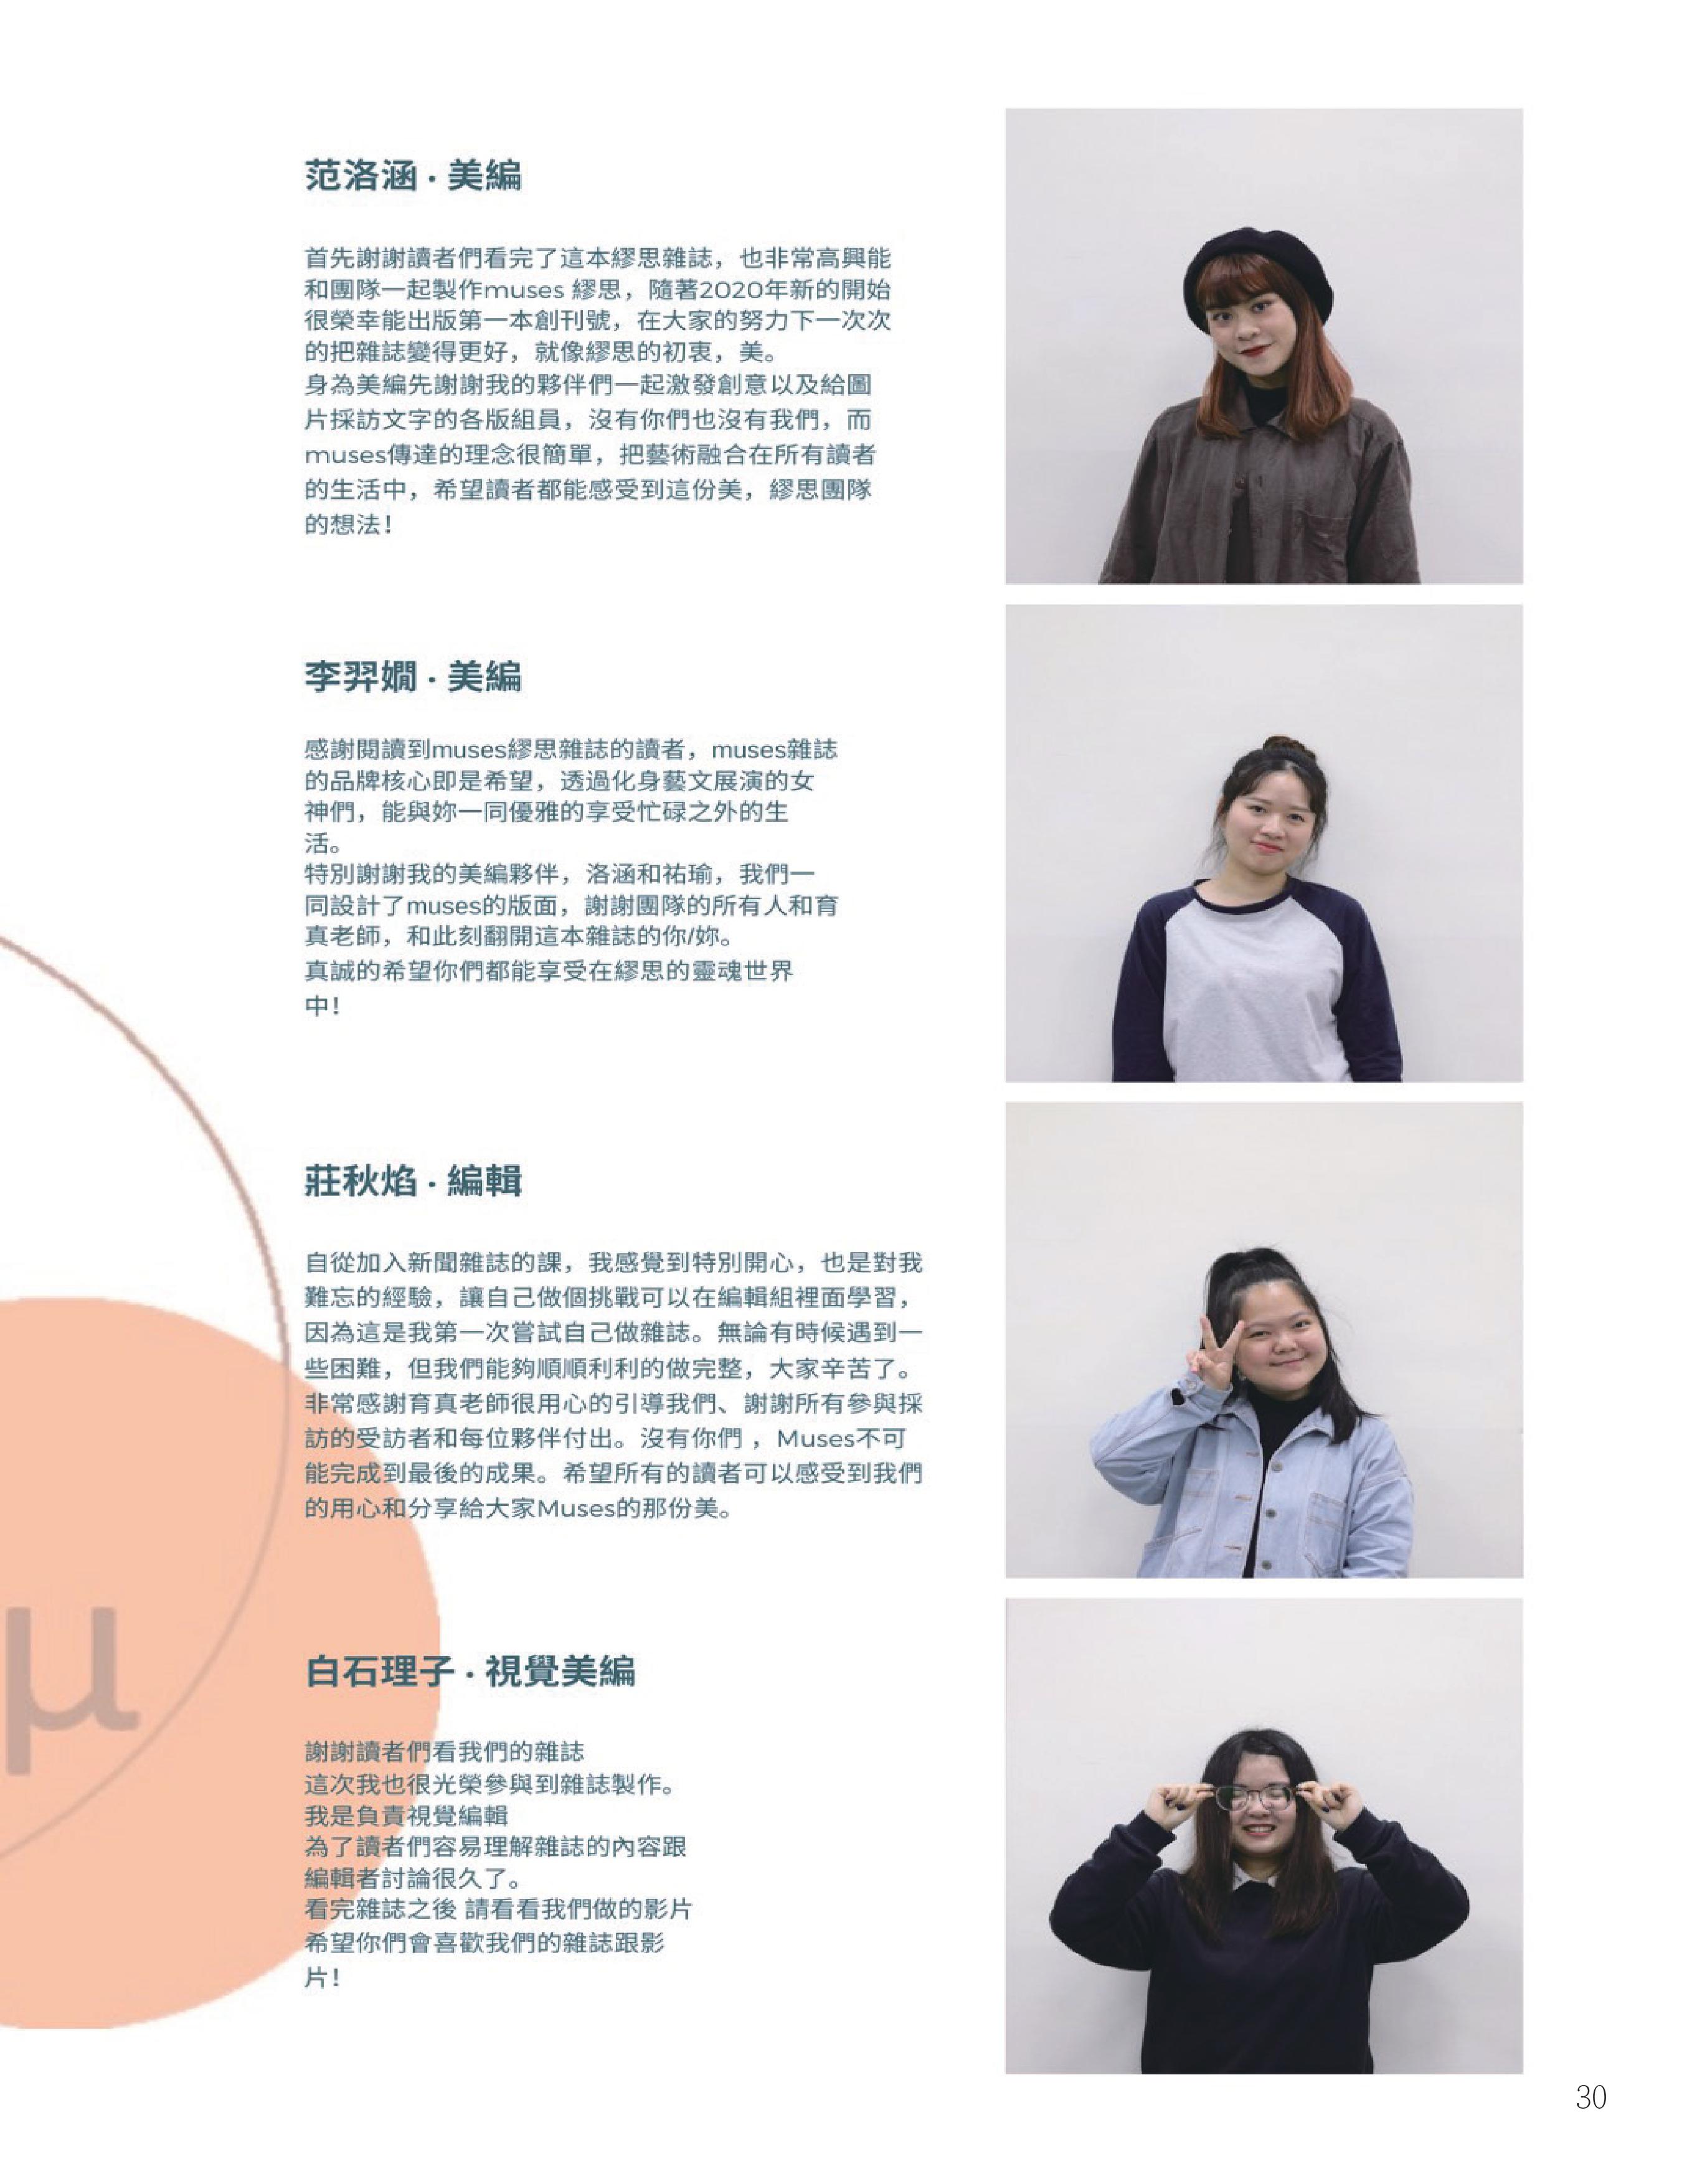 范洛涵 · 美編
首先謝謝讀者們看完了這本繆思雜誌，也非常高興能
和團隊一起製作muses 繆思，隨著2020年新的開始
很榮幸能出版第一本創刊號，在大家的努力下一次次
的把雜誌變得更好，就像繆思的初衷，美。
身為美編先謝謝我的夥伴們一起激發創意以及給圖
片採訪文字的各版組員，沒有你們也沒有我們，而
muses傳達的理念很簡單，把藝術融合在所有讀者
的生活中，希望讀者都能感受到這份美，繆思團隊
的想法！
李羿嫺 · 美編
感謝閱讀到muses繆思雜誌的讀者，muses雜誌
的品牌核心即是希望，透過化身藝文展演的女
神們，能與妳一同優雅的享受忙碌之外的生
活。
特別謝謝我的美編夥伴，洛涵和祐瑜，我們一
同設計了muses的版面，謝謝團隊的所有人和育
真老師，和此刻翻開這本雜誌的你/妳。
真誠的希望你們都能享受在繆思的靈魂世界
中！
莊秋焰 · 編輯
自從加入新聞雜誌的課，我感覺到特別開心，也是對我
難忘的經驗，讓自己做個挑戰可以在編輯組裡面學習，
因為這是我第一次嘗試自己做雜誌。無論有時候遇到一
些困難，但我們能夠順順利利的做完整，大家辛苦了。
非常感謝育真老師很用心的引導我們、謝謝所有參與採
訪的受訪者和每位夥伴付出。沒有你們 ，Muses不可
能完成到最後的成果。希望所有的讀者可以感受到我們
的用心和分享給大家Muses的那份美。
μ
白石理子 · 視覺美編
謝謝讀者們看我們的雜誌
這次我也很光榮參與到雜誌製作。
我是負責視覺編輯
為了讀者們容易理解雜誌的內容跟
編輯者討論很久了。
看完雜誌之後 請看看我們做的影片
希望你們會喜歡我們的雜誌跟影
片！
30